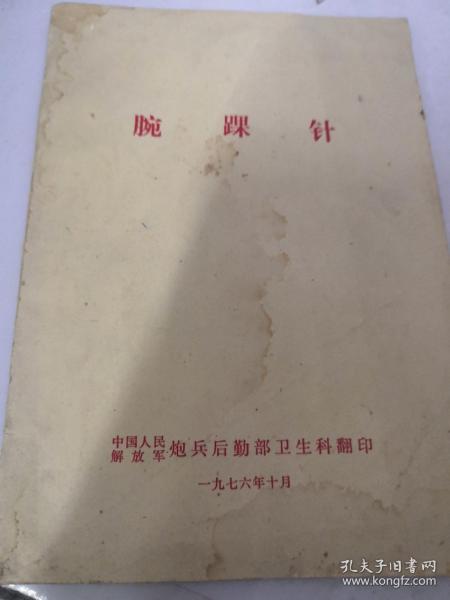 腕踝针
中国人民解放军炮兵后勤部卫生科翻印
一九七六年十月
孔夫子旧书网
www.kongfz.com